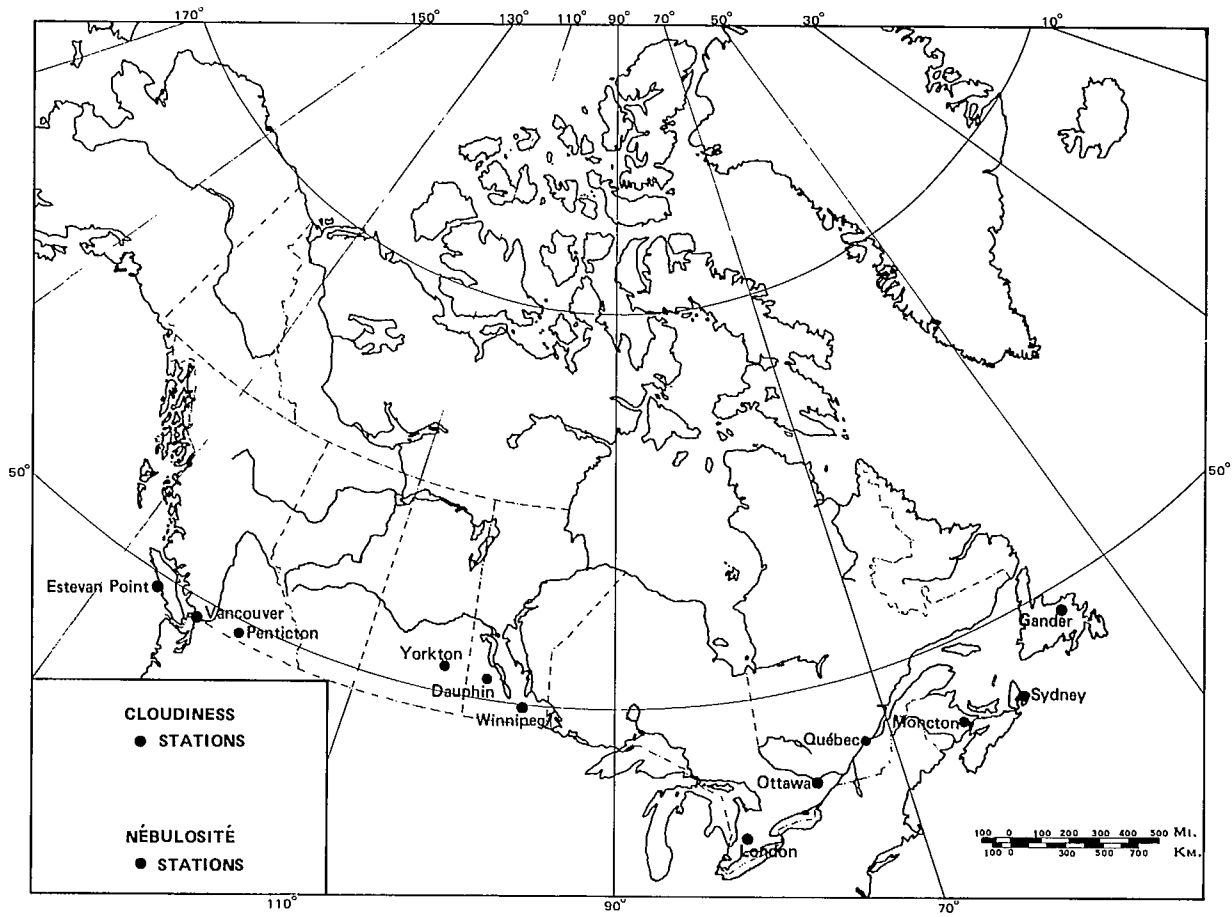 170° 150° 130° 110° 90° 70° 50° 30° 10°
50° 50°
Estevan Point
Vancouver
Penticton
Gander
Yorkton
Dauphin
Sydney
Winnipeg
Moncton
CLOUDINESS
STATIONS
Québec
Ottawa
NÉBULOSITÉ
STATIONS
London
100 0 100 200 300 400 500 MI.
100 0 300 500 700 KM.
110° 90° 70°